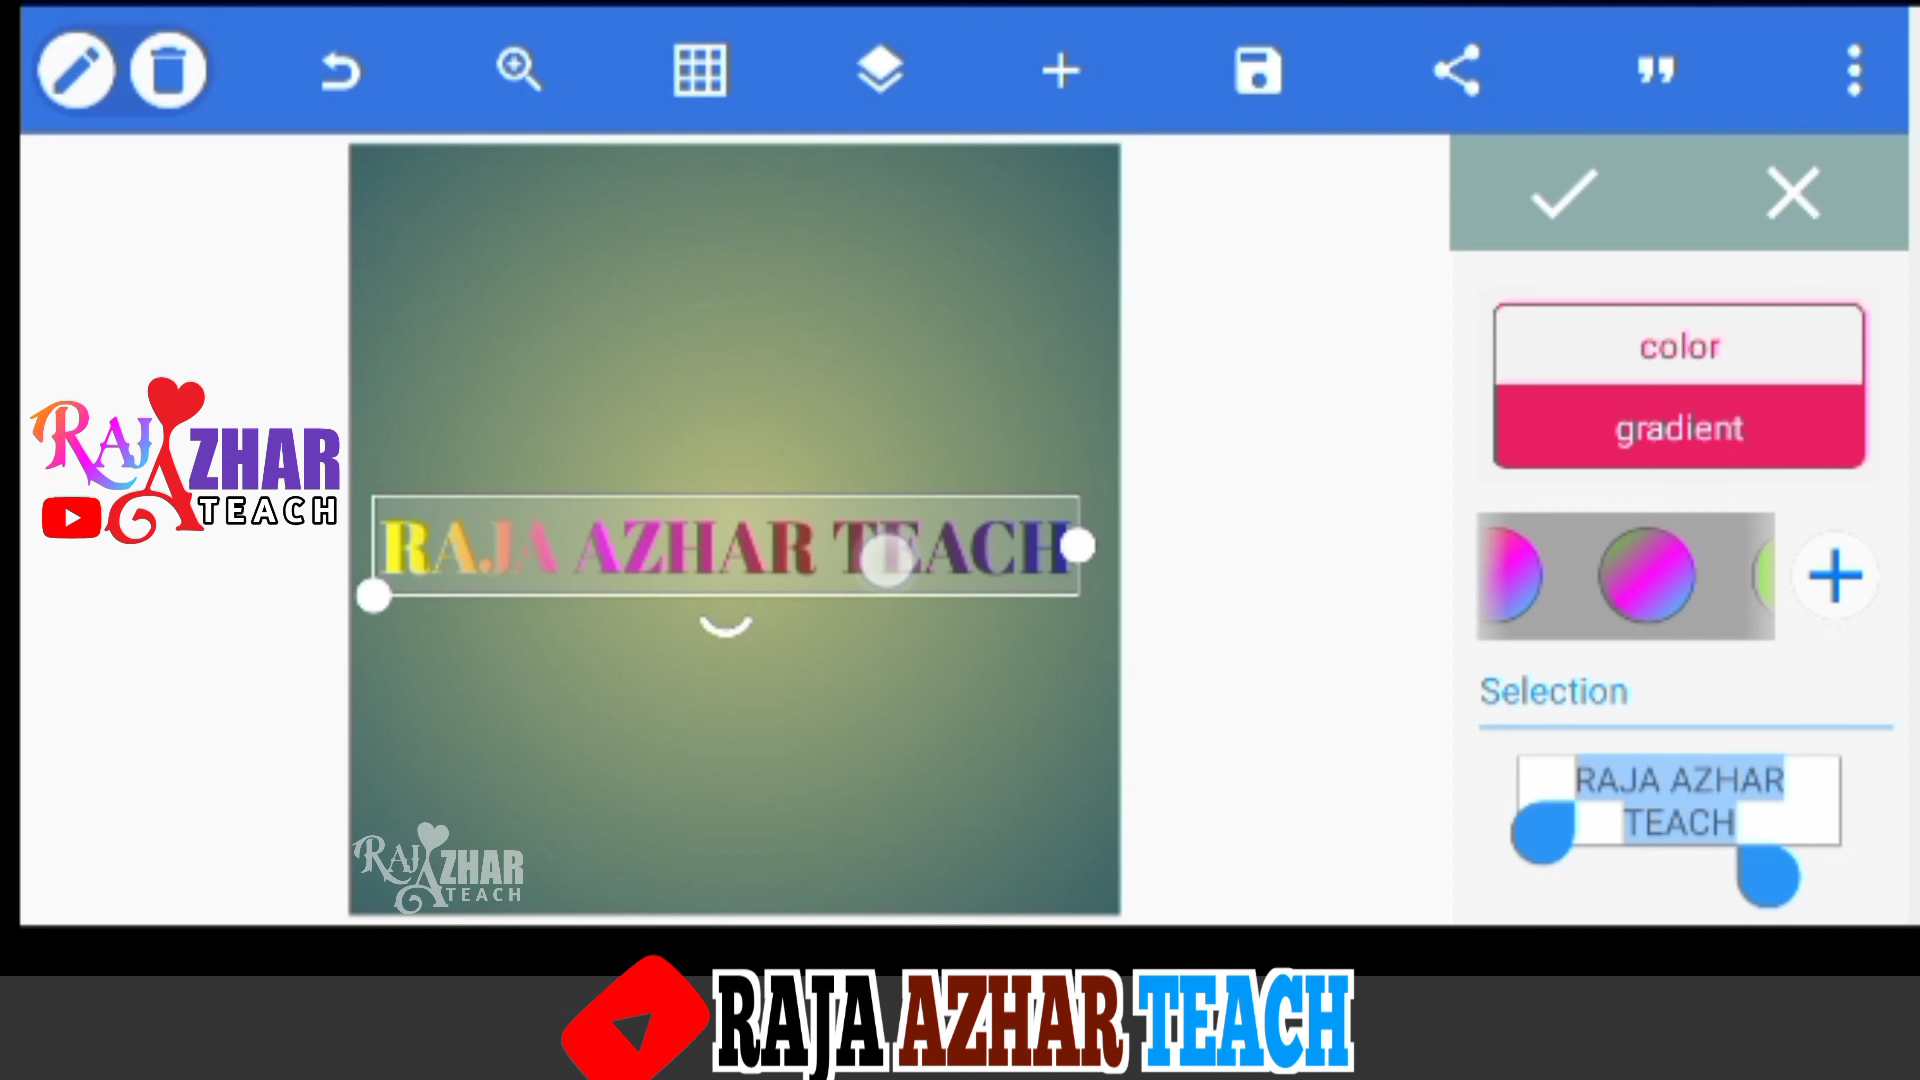 color
gradient
RAJ AZHAR
TEACH
RAJA AZHAR TEACH
Selection
RAJA AZHAR
TEACH
RAJ AZHAR
TEACH
RAJA AZHAR TEACH